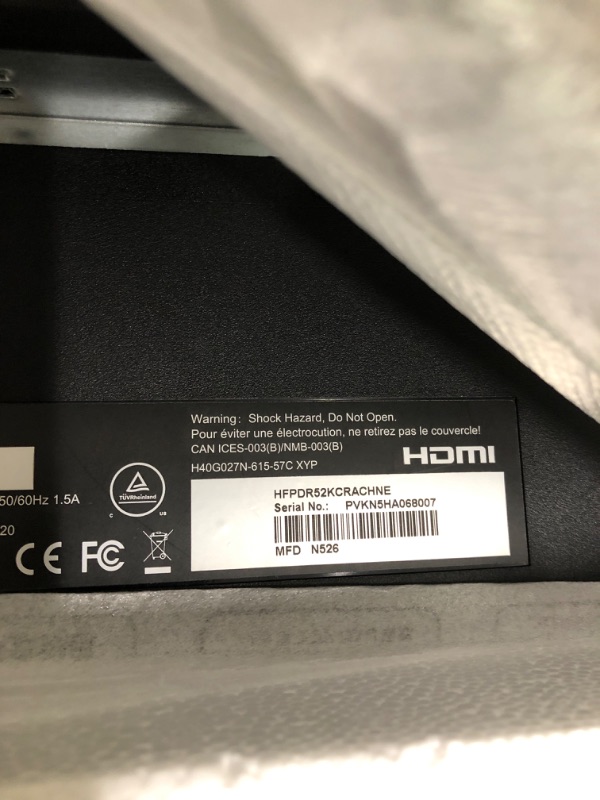 Warning: Shock Hazard, Do Not Open.
Pour éviter une électrocution, ne retirez pas le couvercle!
CAN ICES-003(B)/NMB-003(B)
H40G027N-615-57C XYP
HDMI
50/60Hz 1.5A
20
TÜVRheinland
C US
CE FC
HFPDR52KCRACHNE
Serial No.: PVKN5HA068007
MFD N526